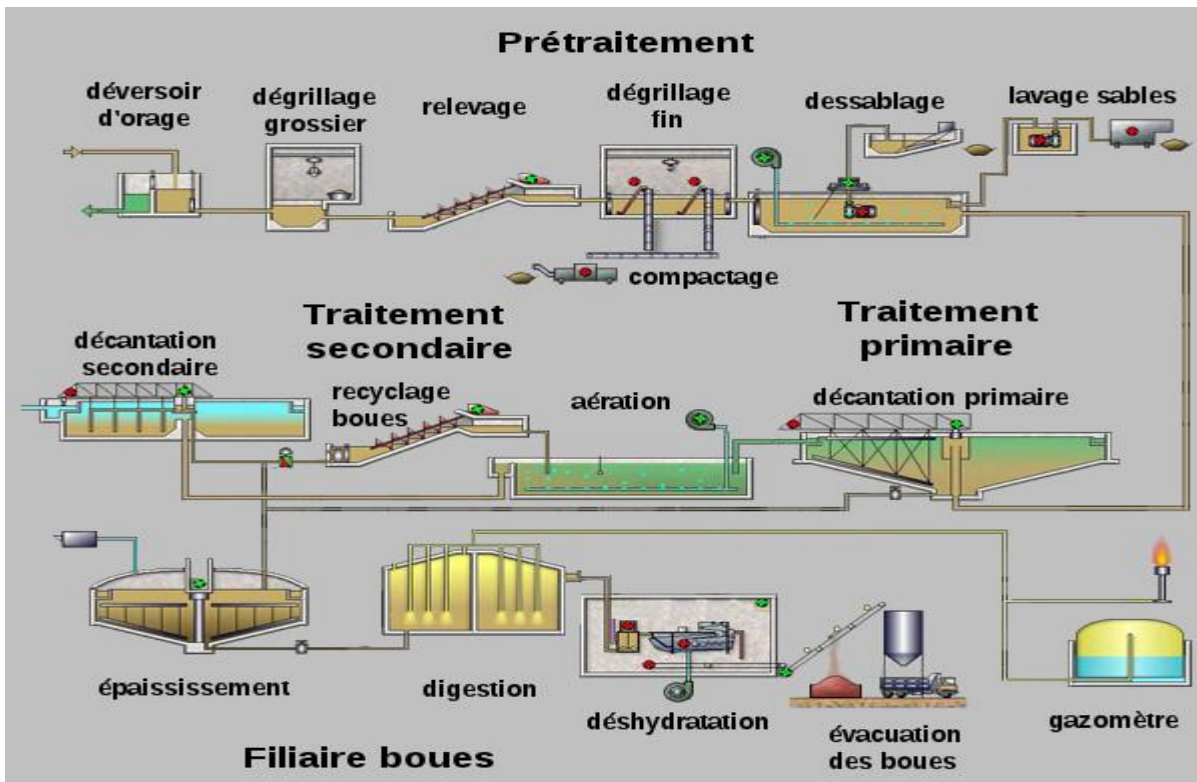 Prétraitement
déversoir
d'orage
dégrillage
grossier
relevage
dégrillage
fin
dessablage
lavage sables
compactage
Traitement
secondaire
Traitement
primaire
décantation
secondaire
recyclage
boues
aération
décantation primaire
épaississement
digestion
déshydratation
évacuation
des boues
gazomètre
Filiaire boues